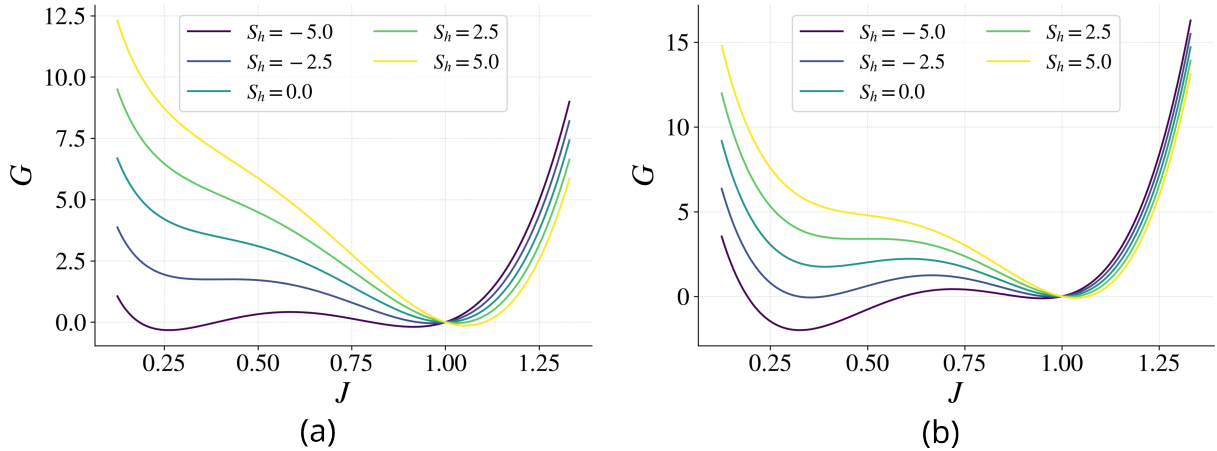 12.5
10.0
7.5
5.0
2.5
0.0
G
S_h = −5.0
S_h = −2.5
S_h = 0.0
S_h = 2.5
S_h = 5.0
0.25 0.50 0.75 1.00 1.25
J
(a)
15
10
5
0
G
S_h = −5.0
S_h = −2.5
S_h = 0.0
S_h = 2.5
S_h = 5.0
0.25 0.50 0.75 1.00 1.25
J
(b)